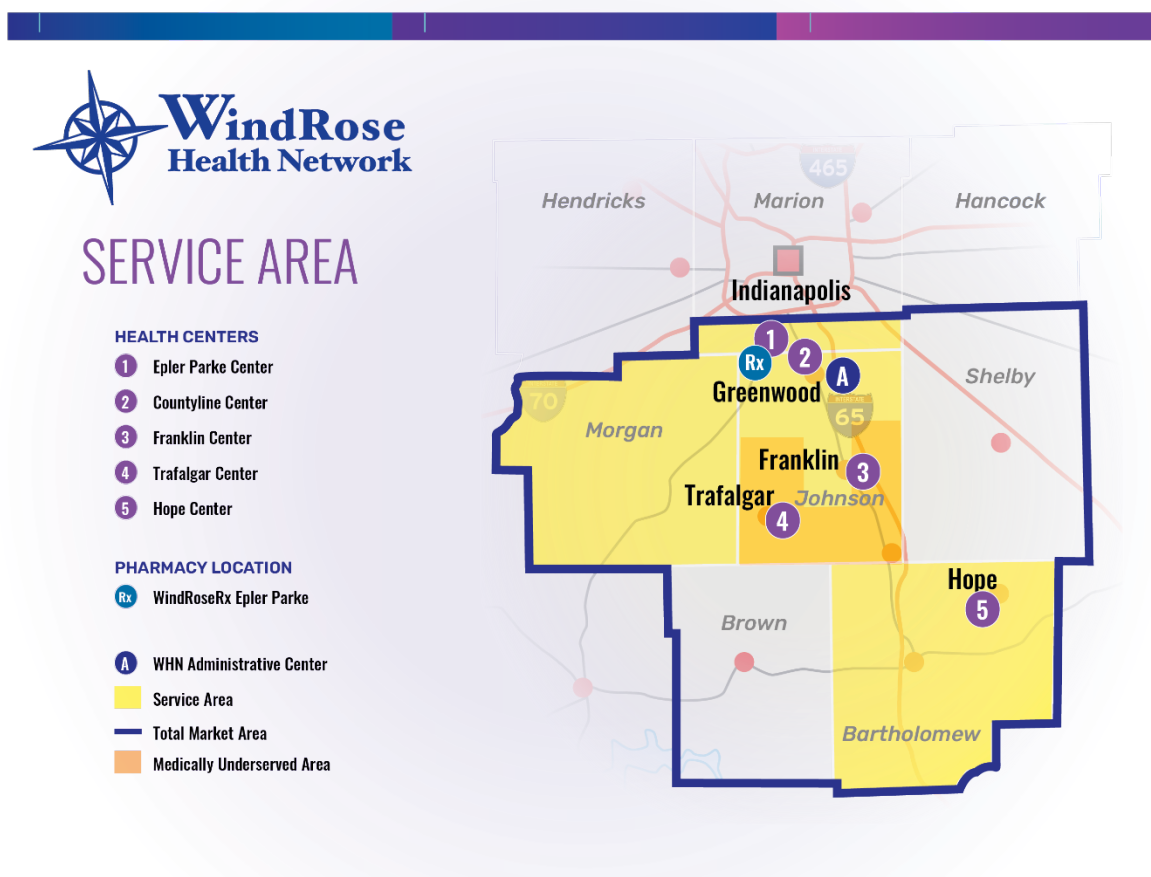 WindRose
Health Network
SERVICE AREA
HEALTH CENTERS
1 Epler Parke Center
2 Countyline Center
3 Franklin Center
4 Trafalgar Center
5 Hope Center
PHARMACY LOCATION
Rx WindRoseRx Epler Parke
A WHN Administrative Center
Service Area
Total Market Area
Medically Underserved Area
465
Hendricks
Marion
Hancock
Indianapolis
1
2
Rx
A
Greenwood
Shelby
70
INTERSTATE
65
Morgan
Franklin
3
Trafalgar
Johnson
4
Hope
5
Brown
Bartholomew